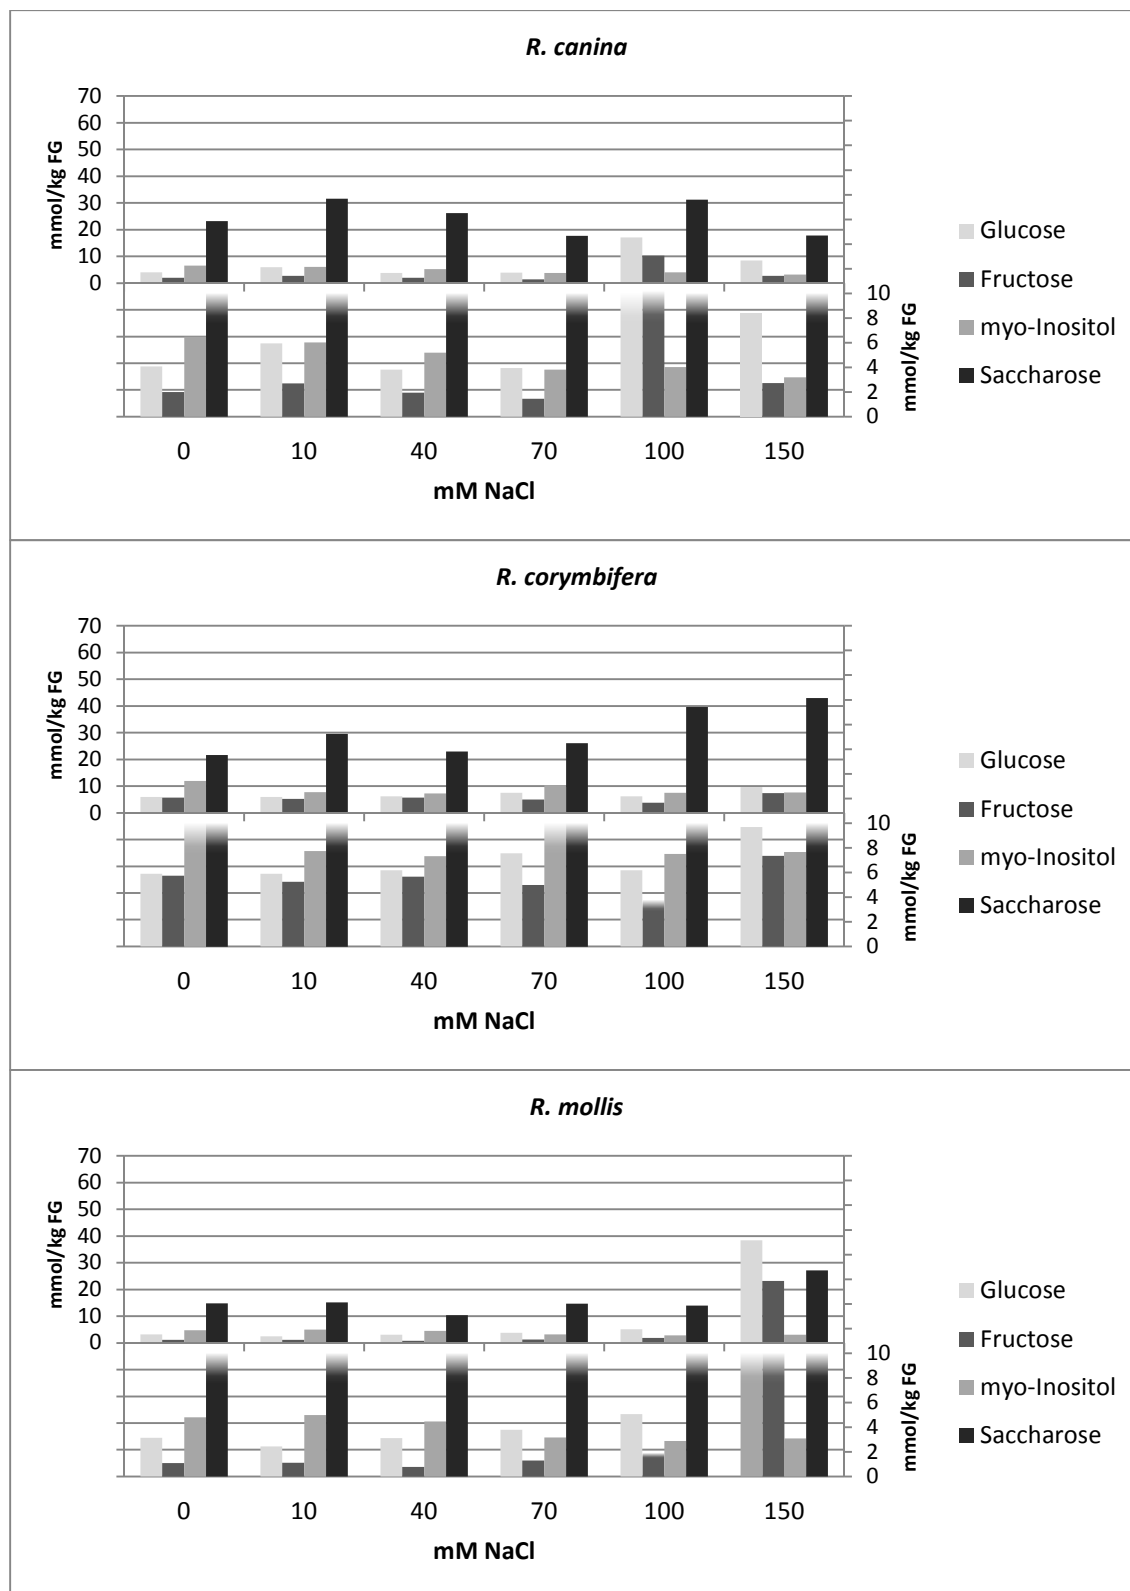 R. canina
70
60
50
40
30
20
10
0
mmol/kg FG
10
8
6
4
2
0
mmol/kg FG
0 10 40 70 100 150
mM NaCl
Glucose
Fructose
myo-Inositol
Saccharose
R. corymbifera
70
60
50
40
30
20
10
0
mmol/kg FG
10
8
6
4
2
0
mmol/kg FG
0 10 40 70 100 150
mM NaCl
Glucose
Fructose
myo-Inositol
Saccharose
R. mollis
70
60
50
40
30
20
10
0
mmol/kg FG
10
8
6
4
2
0
mmol/kg FG
0 10 40 70 100 150
mM NaCl
Glucose
Fructose
myo-Inositol
Saccharose